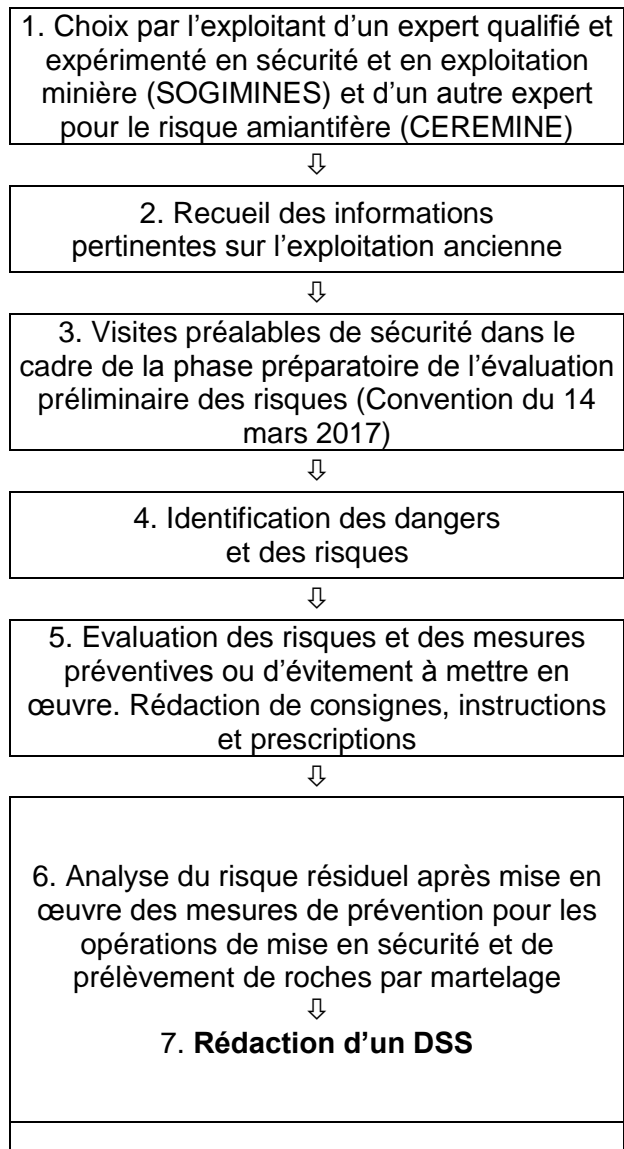 1. Choix par l’exploitant d’un expert qualifié et
expérimenté en sécurité et en exploitation
minière (SOGIMINES) et d’un autre expert
pour le risque amiantifère (CEREMINE)
⇩
2. Recueil des informations
pertinentes sur l’exploitation ancienne
⇩
3. Visites préalables de sécurité dans le
cadre de la phase préparatoire de l’évaluation
préliminaire des risques (Convention du 14
mars 2017)
⇩
4. Identification des dangers
et des risques
⇩
5. Evaluation des risques et des mesures
préventives ou d’évitement à mettre en
œuvre. Rédaction de consignes, instructions
et prescriptions
⇩
6. Analyse du risque résiduel après mise en
œuvre des mesures de prévention pour les
opérations de mise en sécurité et de
prélèvement de roches par martelage
⇩
7. Rédaction d’un DSS